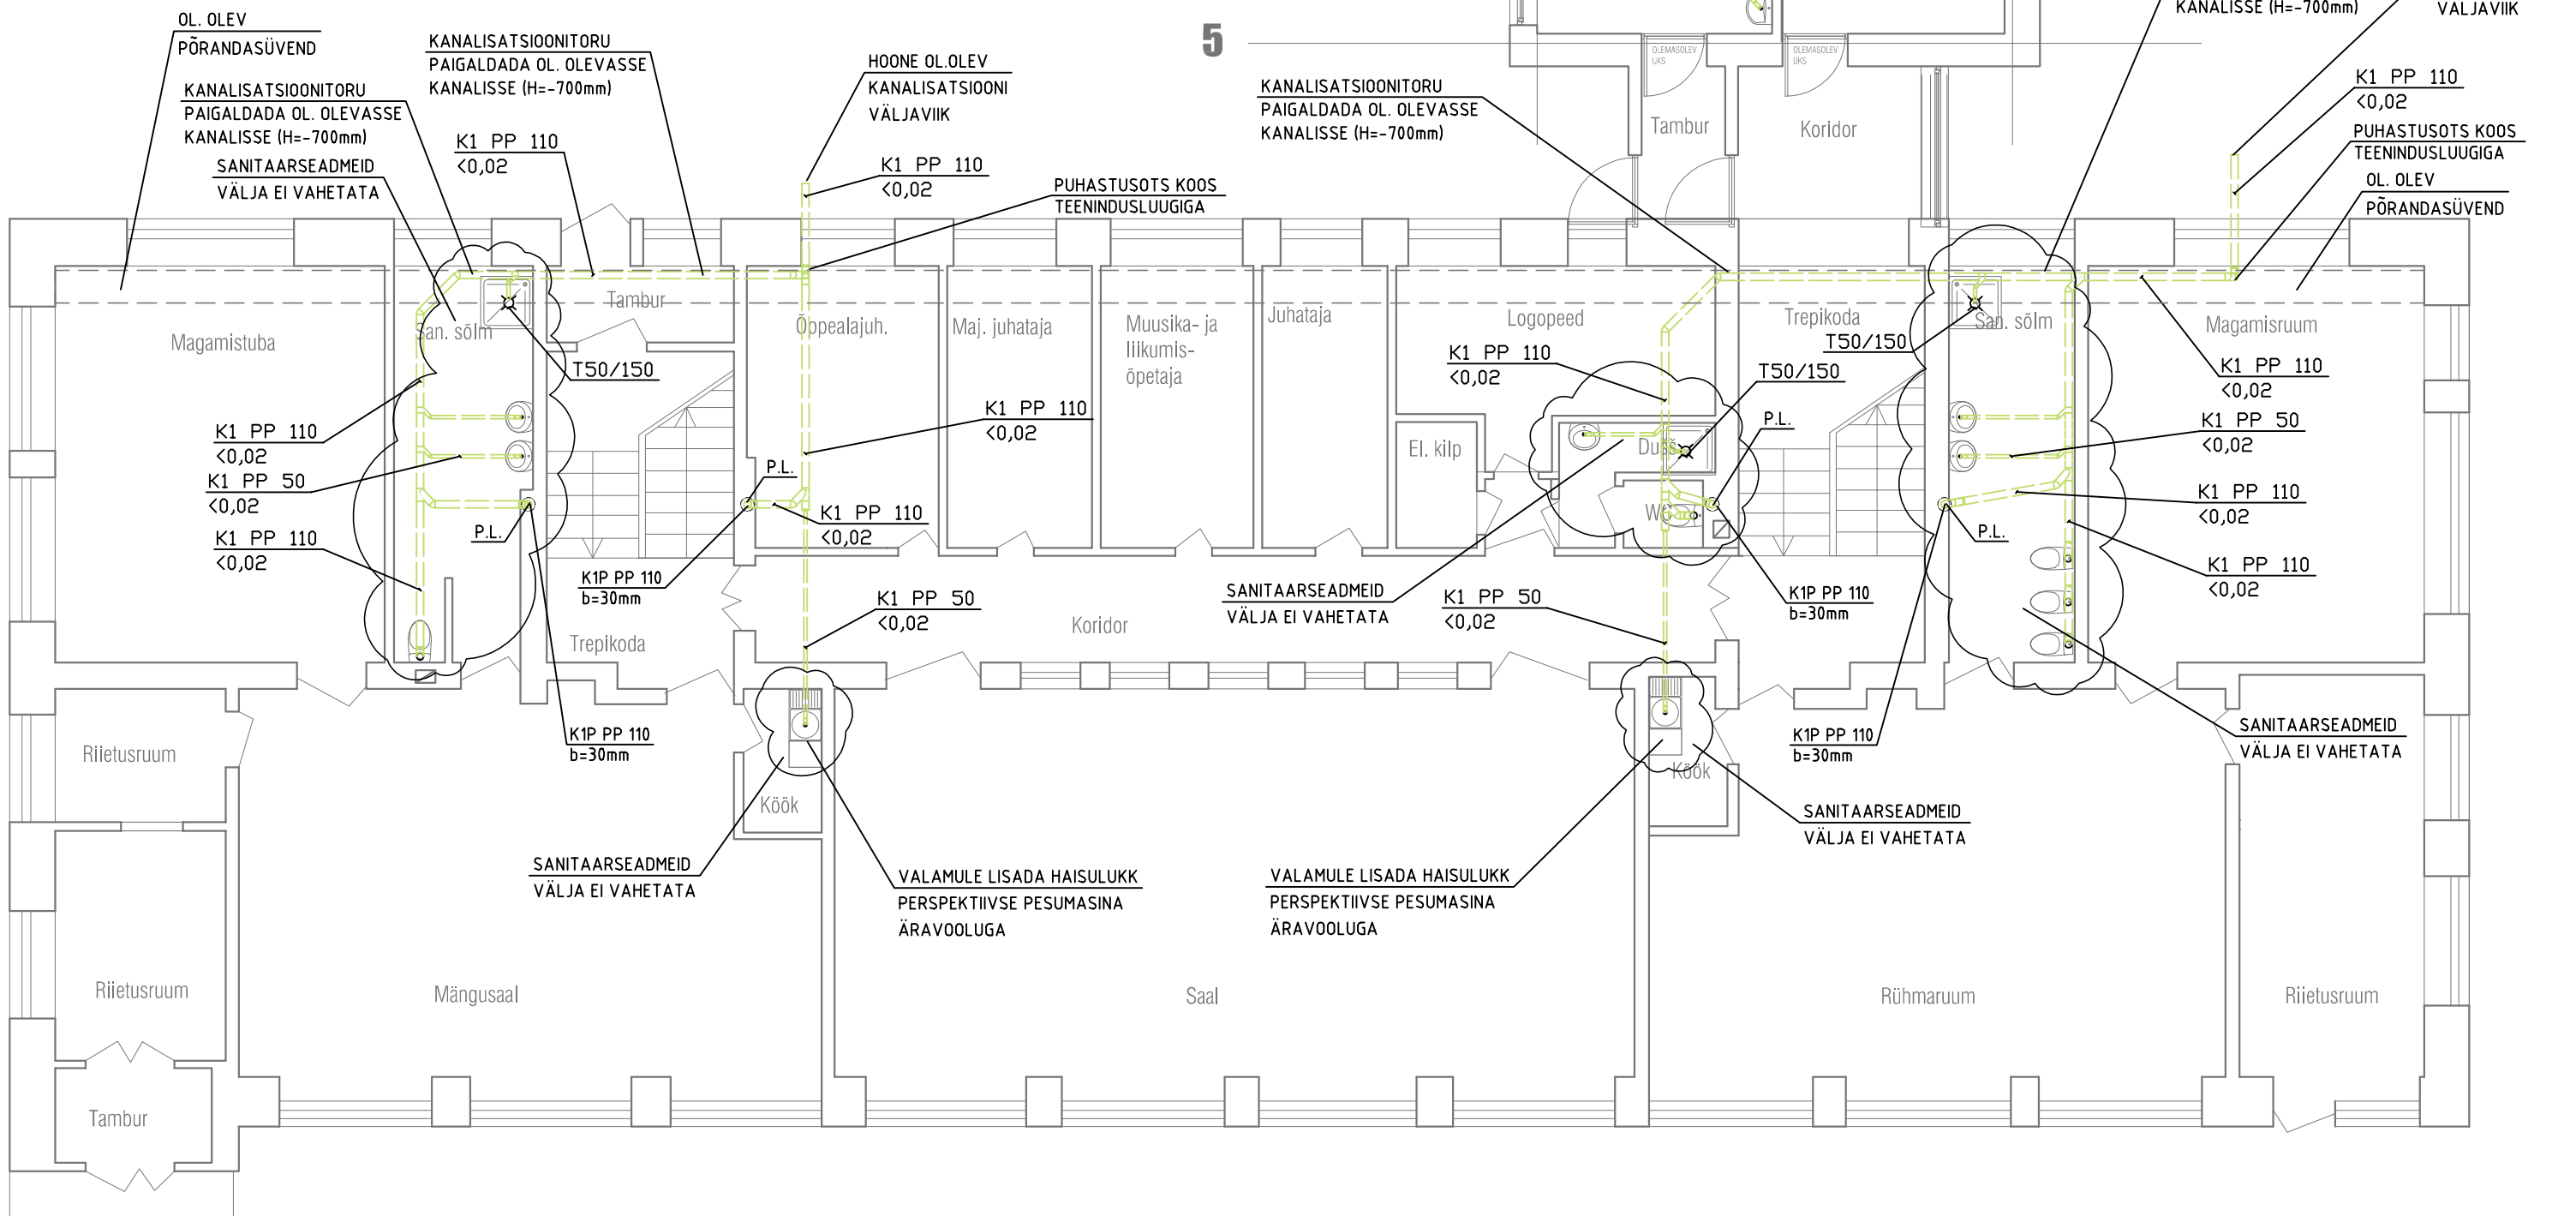 OL. OLEV
PÕRANDASÜVEND
KANALISATSIOONITORU
PAIGALDADA OL. OLEVASSE
KANALISSE (H=-700mm)
KANALISATSIOONITORU
PAIGALDADA OL. OLEVASSE
KANALISSE (H=-700mm)
SANITAARSEADMEID
VÄLJA EI VAHETATA
K1 PP 110
<0,02
HOONE OL.OLEV
KANALISATSIOONI
VÄLJAVIIK
K1 PP 110
<0,02
PUHASTUSOTS KOOS
TEENINDUSLUUGIGA
5
KANALISATSIOONITORU
PAIGALDADA OL. OLEVASSE
KANALISSE (H=-700mm)
OLEMASOLEV
UKS
OLEMASOLEV
UKS
Tambur
Koridor
KANALISSE (H=-700mm)
VÄLJAVIIK
K1 PP 110
<0,02
PUHASTUSOTS KOOS
TEENINDUSLUUGIGA
OL. OLEV
PÕRANDASÜVEND
Magamistuba
San. sõlm
Tambur
Õppealajuh.
Maj. juhataja
Muusika- ja
liikumis-
õpetaja
Juhataja
Logopeed
Trepikoda
San. sõlm
Magamisruum
T50/150
K1 PP 110
<0,02
K1 PP 50
<0,02
K1 PP 110
<0,02
P.L.
K1 PP 110
<0,02
P.L.
K1 PP 110
<0,02
K1P PP 110
b=30mm
K1 PP 50
<0,02
Trepikoda
Koridor
K1 PP 110
<0,02
T50/150
P.L.
El. kilp
Dušš
WC
T50/150
K1 PP 110
<0,02
K1 PP 50
<0,02
K1 PP 110
<0,02
P.L.
K1 PP 110
<0,02
SANITAARSEADMEID
VÄLJA EI VAHETATA
K1 PP 50
<0,02
K1P PP 110
b=30mm
K1P PP 110
b=30mm
K1P PP 110
b=30mm
SANITAARSEADMEID
VÄLJA EI VAHETATA
Riietusruum
Köök
Köök
SANITAARSEADMEID
VÄLJA EI VAHETATA
SANITAARSEADMEID
VÄLJA EI VAHETATA
VALAMULE LISADA HAISULUKK
PERSPEKTIIVSE PESUMASINA
ÄRAVOOLUGA
VALAMULE LISADA HAISULUKK
PERSPEKTIIVSE PESUMASINA
ÄRAVOOLUGA
Riietusruum
Mängusaal
Saal
Rühmaruum
Riietusruum
Tambur